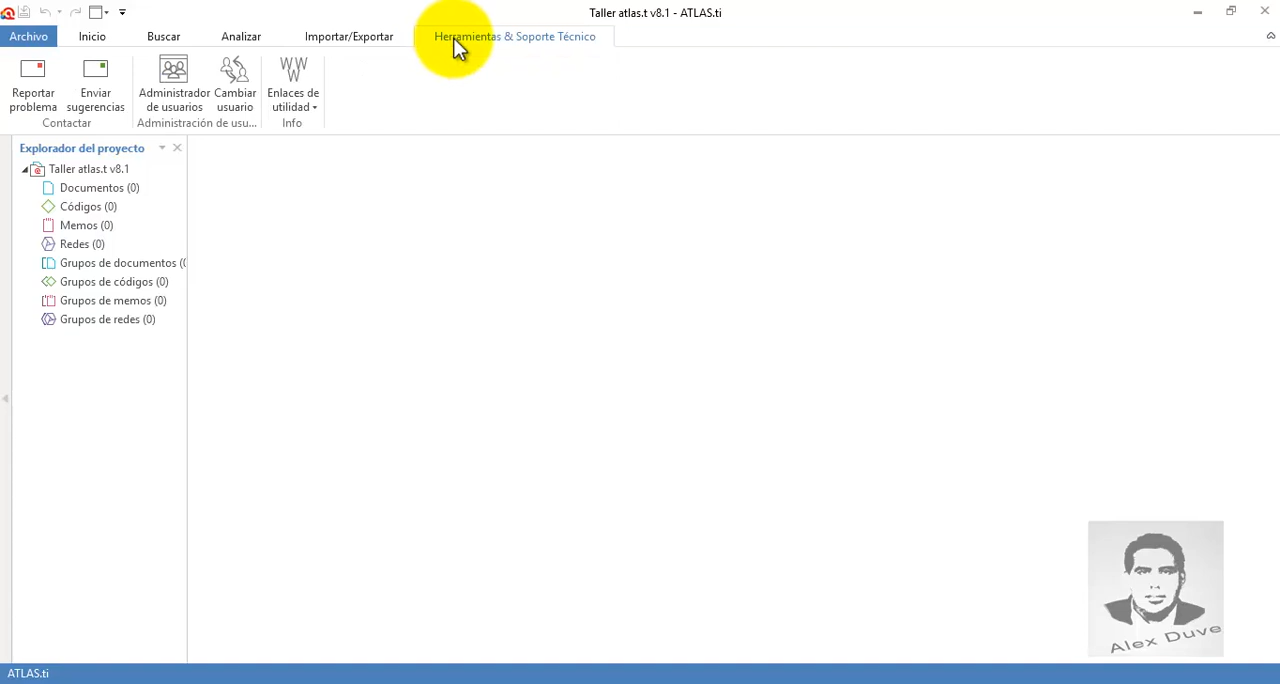 Taller atlas.t v8.1 - ATLAS.ti
Archivo Inicio Buscar Analizar Importar/Exportar Herramientas & Soporte Técnico
Reportar problema
Enviar sugerencias
Contactar
Administrador de usuarios
Cambiar usuario
Administración de usu...
Enlaces de utilidad
Info
Explorador del proyecto
Taller atlas.t v8.1
Documentos (0)
Códigos (0)
Memos (0)
Redes (0)
Grupos de documentos (0
Grupos de códigos (0)
Grupos de memos (0)
Grupos de redes (0)
Alex Duve
ATLAS.ti